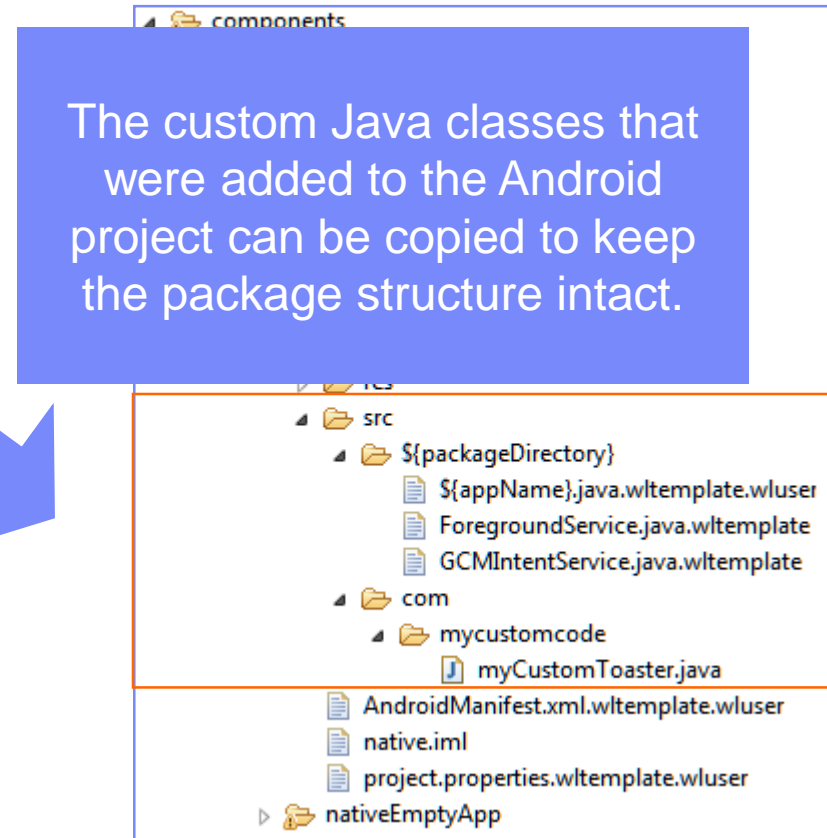 components
The custom Java classes that
were added to the Android
project can be copied to keep
the package structure intact.
res
src
${packageDirectory}
${appName}.java.wltemplate.wluser
ForegroundService.java.wltemplate
GCMIntentService.java.wltemplate
com
mycustomcode
myCustomToaster.java
AndroidManifest.xml.wltemplate.wluser
native.iml
project.properties.wltemplate.wluser
nativeEmptyApp